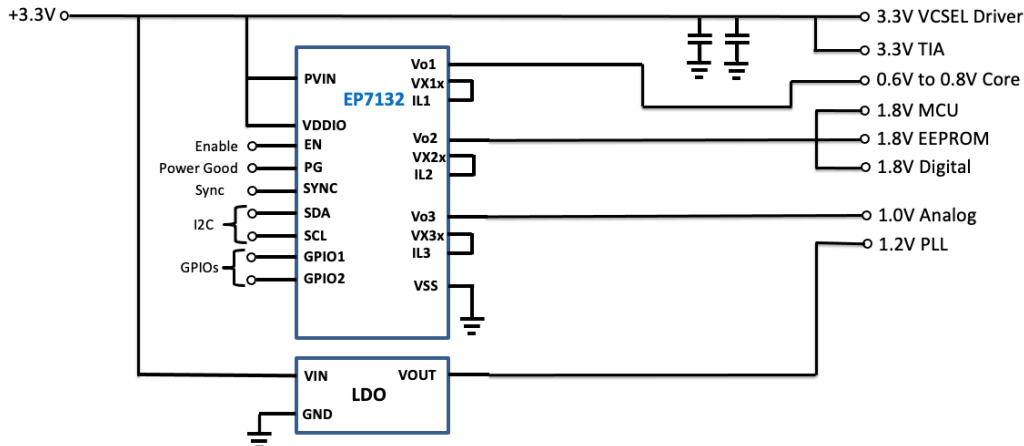 +3.3V
3.3V VCSEL Driver
3.3V TIA
0.6V to 0.8V Core
1.8V MCU
1.8V EEPROM
1.8V Digital
1.0V Analog
1.2V PLL
Enable
Power Good
Sync
I2C
GPIOs
EP7132
PVIN
VDDIO
EN
PG
SYNC
SDA
SCL
GPIO1
GPIO2
Vo1
VX1x
IL1
Vo2
VX2x
IL2
Vo3
VX3x
IL3
VSS
LDO
VIN
GND
VOUT